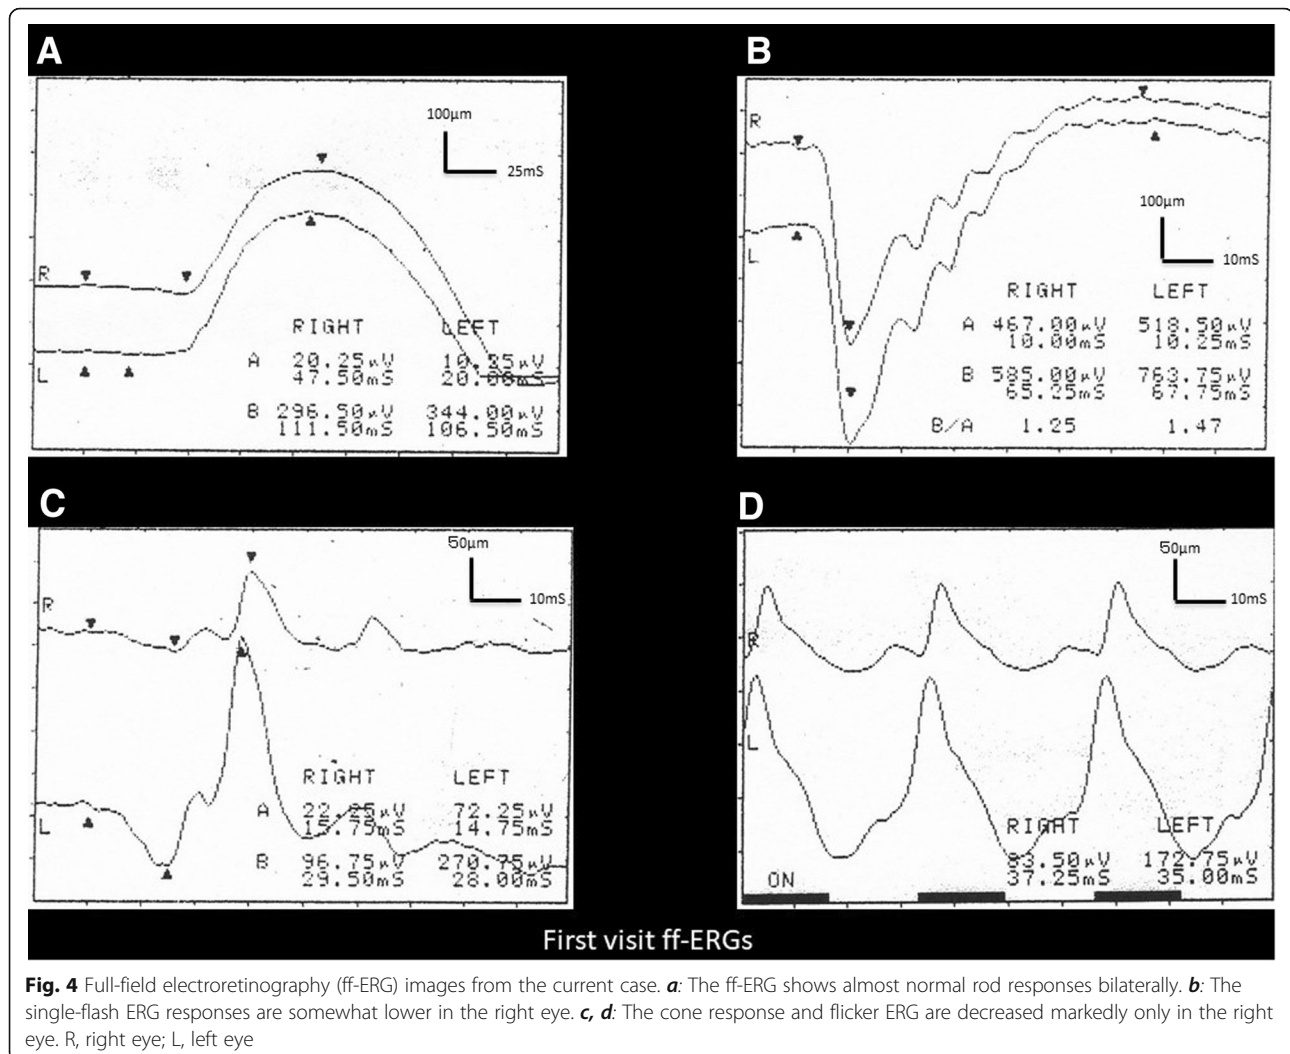 A
100µm
25mS
R
L
RIGHT LEFT
A 20.25µV 10.25µV
47.50mS 20.00mS
B 296.50µV 344.00µV
111.50mS 106.50mS
B
R
L
100µm
10mS
RIGHT LEFT
A 467.00µV 518.50µV
10.00mS 10.25mS
B 585.00µV 763.75µV
65.25mS 67.75mS
B/A 1.25 1.47
C
50µm
10mS
R
L
RIGHT LEFT
A 22.25µV 72.25µV
15.75mS 14.75mS
B 96.75µV 270.75µV
29.50mS 28.00mS
D
50µm
10mS
R
L
RIGHT LEFT
83.50µV 172.75µV
37.25mS 35.00mS
ON
First visit ff-ERGs
Fig. 4 Full-field electroretinography (ff-ERG) images from the current case. a: The ff-ERG shows almost normal rod responses bilaterally. b: The
single-flash ERG responses are somewhat lower in the right eye. c, d: The cone response and flicker ERG are decreased markedly only in the right
eye. R, right eye; L, left eye